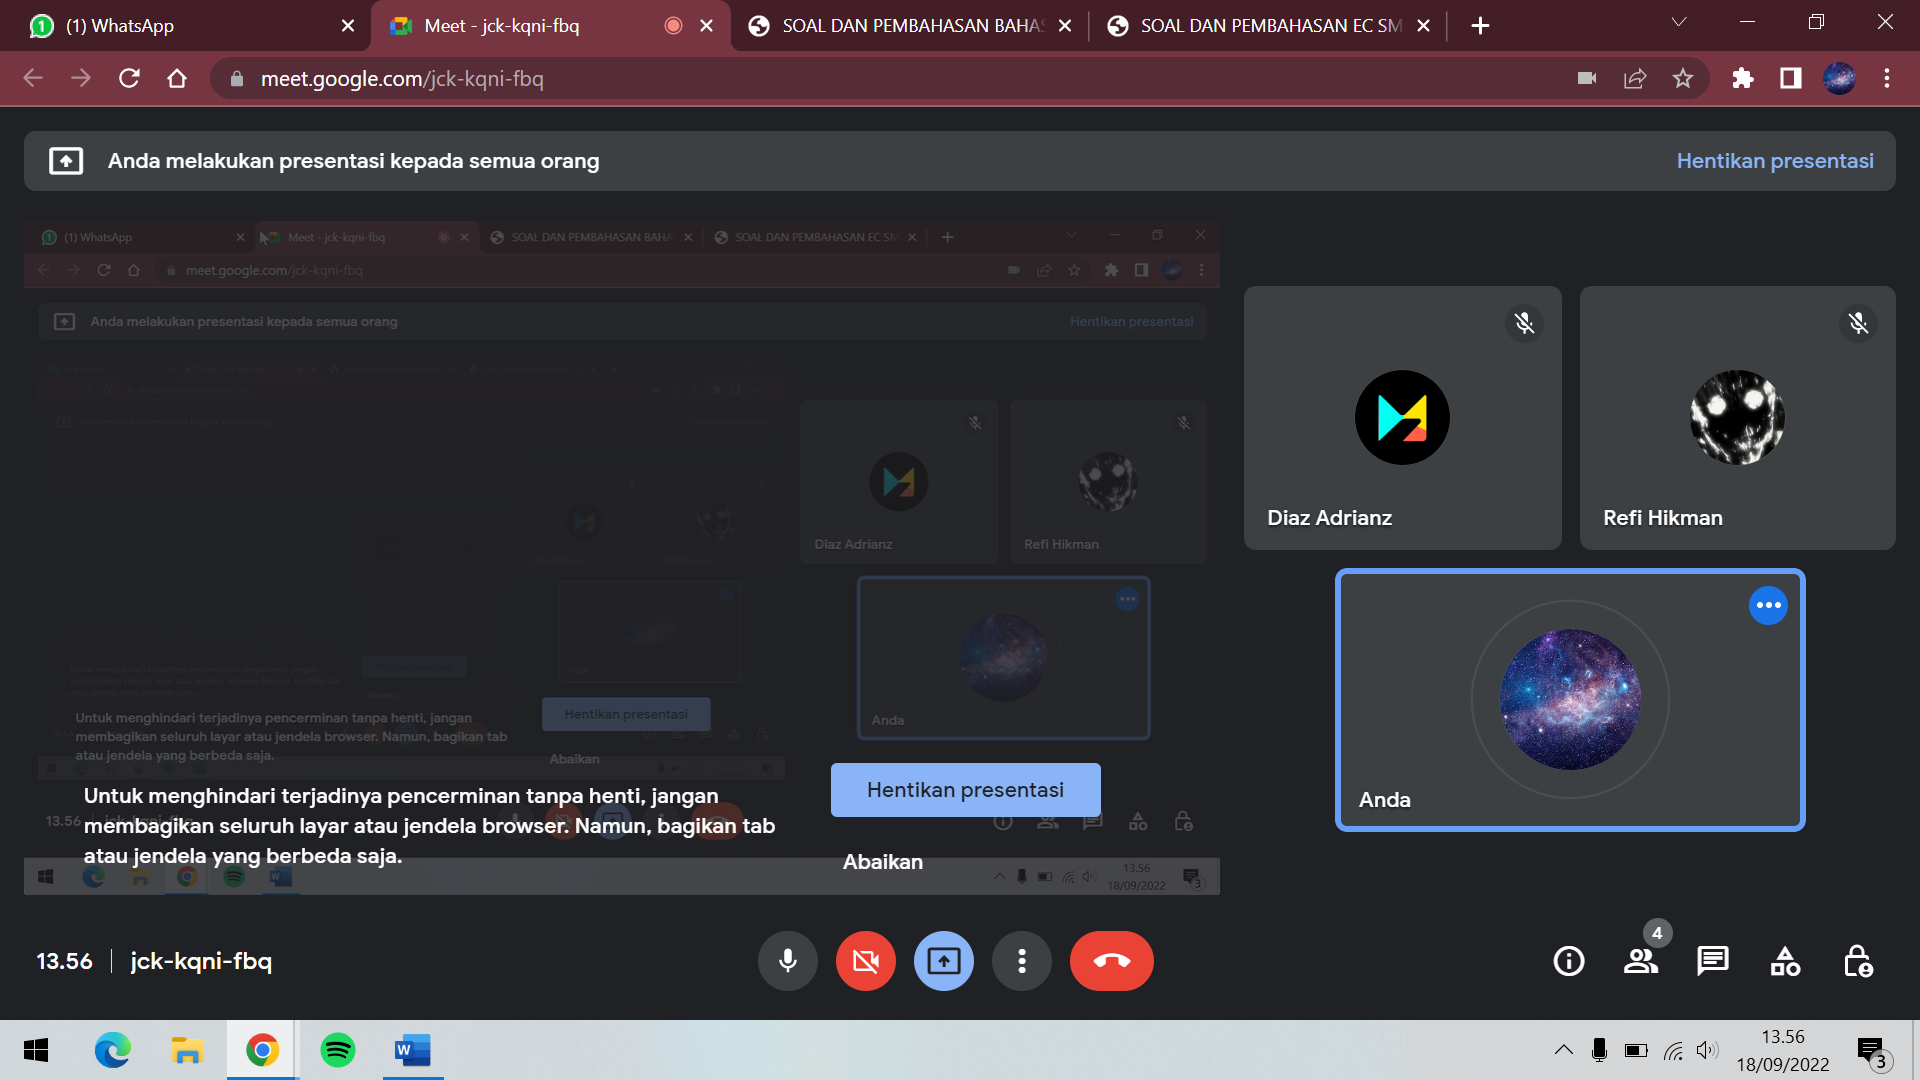 (1) WhatsApp
Meet - jck-kqni-fbq
SOAL DAN PEMBAHASAN BAHAS
SOAL DAN PEMBAHASAN EC SM
meet.google.com/jck-kqni-fbq
Anda melakukan presentasi kepada semua orang
Hentikan presentasi
(1) WhatsApp
Meet - jck-kqni-fbq
SOAL DAN PEMBAHASAN BAHA
SOAL DAN PEMBAHASAN EC SM
meet.google.com/jck-kqni-fbq
Anda melakukan presentasi kepada semua orang
Hentikan presentasi
Diaz Adrianz
Refi Hikman
Anda
Untuk menghindari terjadinya pencerminan tanpa henti, jangan
membagikan seluruh layar atau jendela browser. Namun, bagikan tab
atau jendela yang berbeda saja.
Hentikan presentasi
Abaikan
Untuk menghindari terjadinya pencerminan tanpa henti, jangan
membagikan seluruh layar atau jendela browser. Namun, bagikan tab
atau jendela yang berbeda saja.
Hentikan presentasi
Abaikan
13.56
jck-kqni-fbq
13.56
18/09/2022
3
Diaz Adrianz
Refi Hikman
Anda
13.56
jck-kqni-fbq
4
13.56
18/09/2022
3